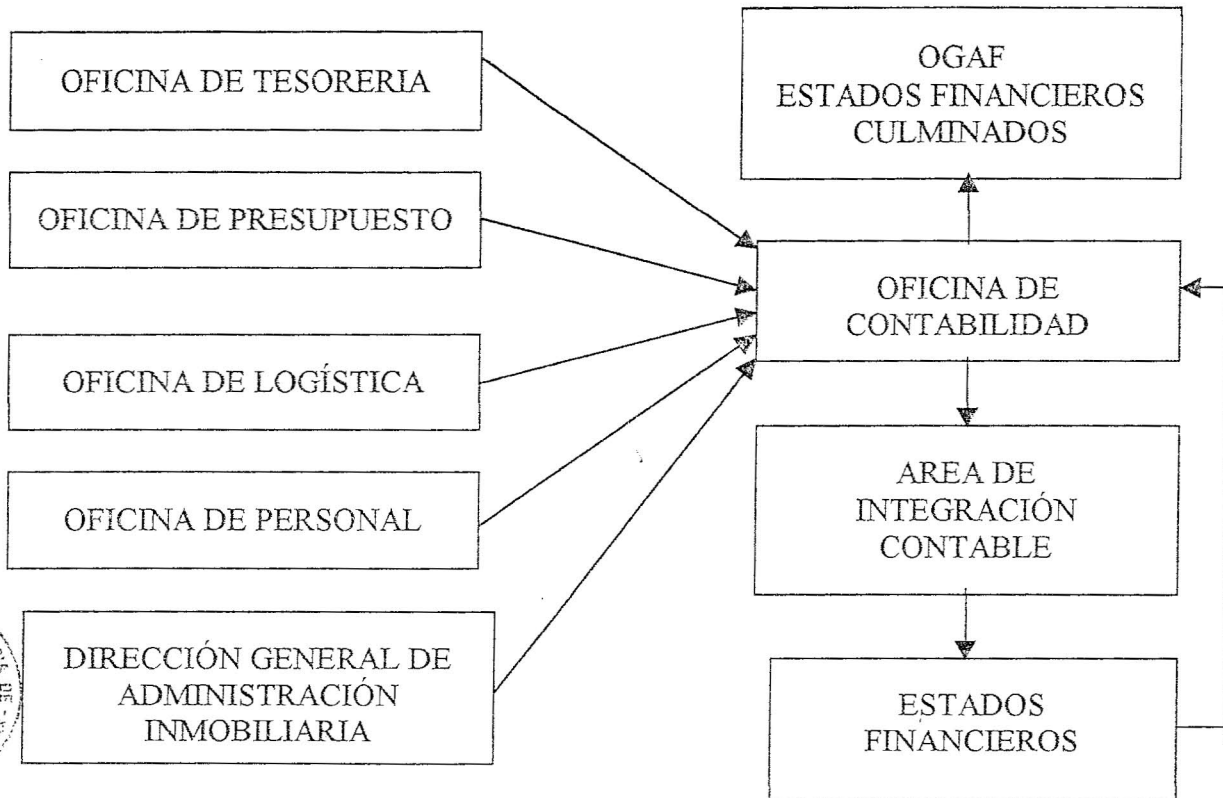 OFICINA DE TESORERIA
OFICINA DE PRESUPUESTO
OFICINA DE LOGÍSTICA
OFICINA DE PERSONAL
DIRECCIÓN GENERAL DE
ADMINISTRACIÓN
INMOBILIARIA
OGAF
ESTADOS FINANCIEROS
CULMINADOS
OFICINA DE
CONTABILIDAD
AREA DE
INTEGRACIÓN
CONTABLE
ESTADOS
FINANCIEROS